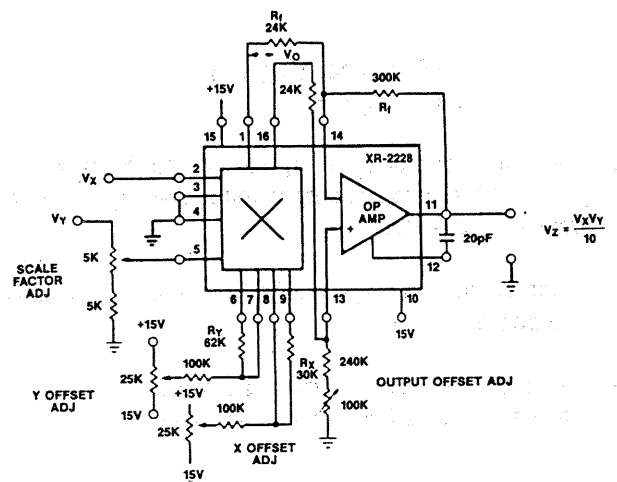 Rf
24K
VO
24K
300K
Rf
+15V
15
1
16
14
XR-2228
VX
2
3
4
VY
5
5K
SCALE
FACTOR
ADJ
5K
OP
AMP
+
11
20pF
12
VZ = VXVY
10
6
7
8
9
13
10
15V
RY
62K
RX
30K
240K
100K
OUTPUT OFFSET ADJ
+15V
25K
100K
15V
Y OFFSET
ADJ
+15V
25K
100K
X OFFSET
ADJ
15V